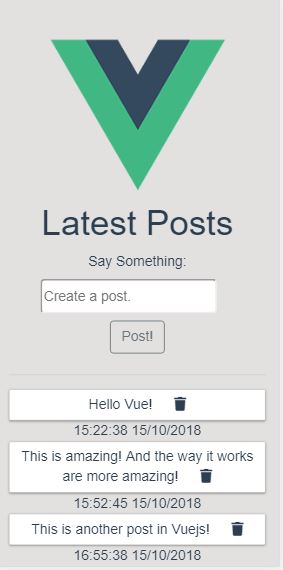 Latest Posts
Say Something:
Create a post.
Post!
Hello Vue!
15:22:38 15/10/2018
This is amazing! And the way it works
are more amazing!
15:52:45 15/10/2018
This is another post in Vuejs!
16:55:38 15/10/2018